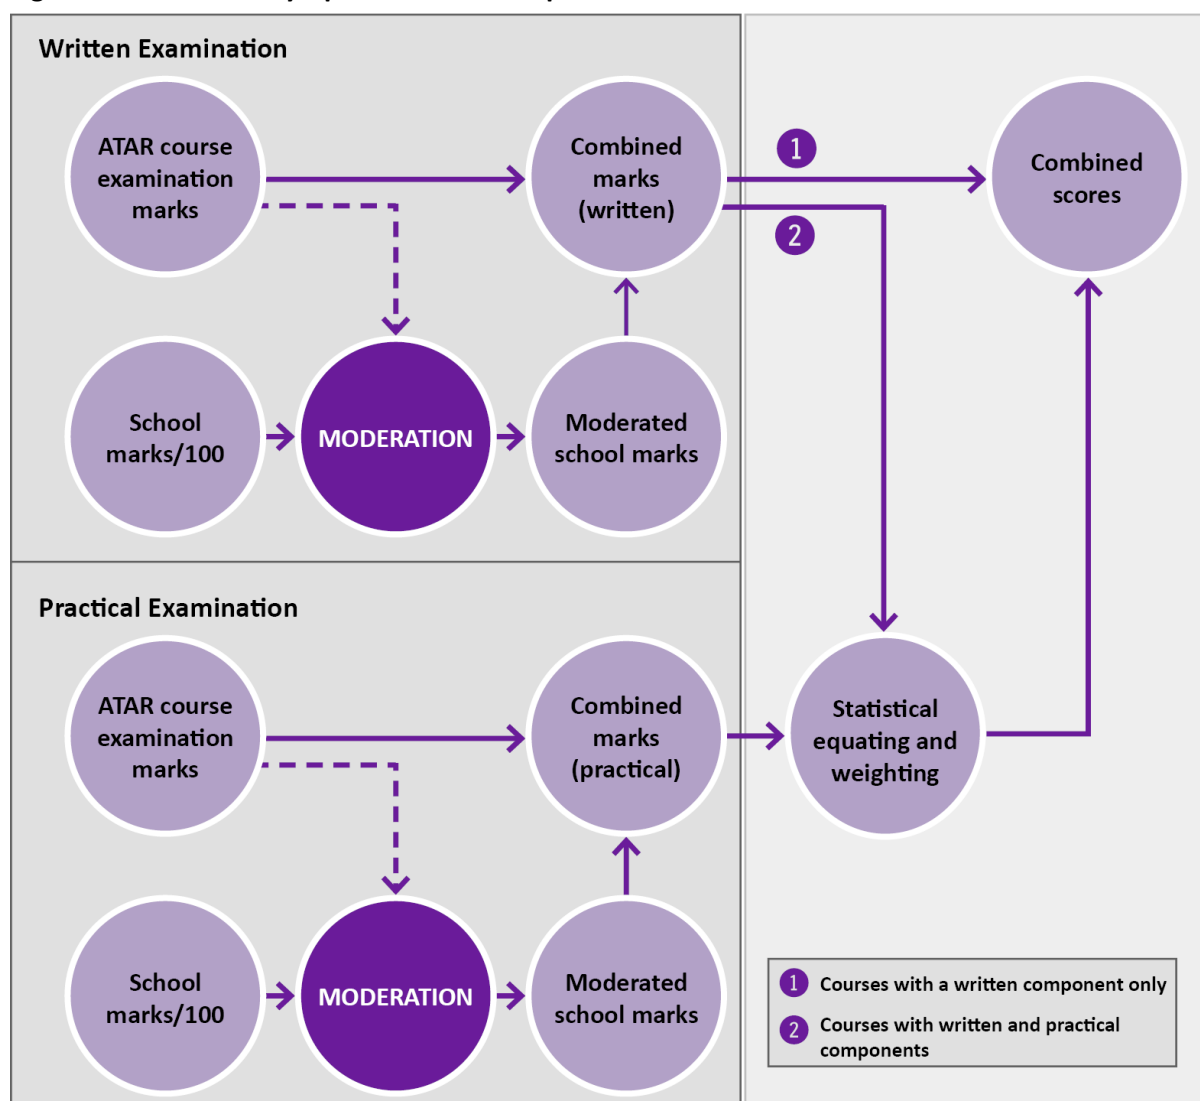 Written Examination
ATAR course
examination
marks
Combined
marks
(written)
1
2
Combined
scores
School
marks/100
MODERATION
Moderated
school marks
Practical Examination
ATAR course
examination
marks
Combined
marks
(practical)
Statistical
equating and
weighting
School
marks/100
MODERATION
Moderated
school marks
1 Courses with a written component only
2 Courses with written and practical
components